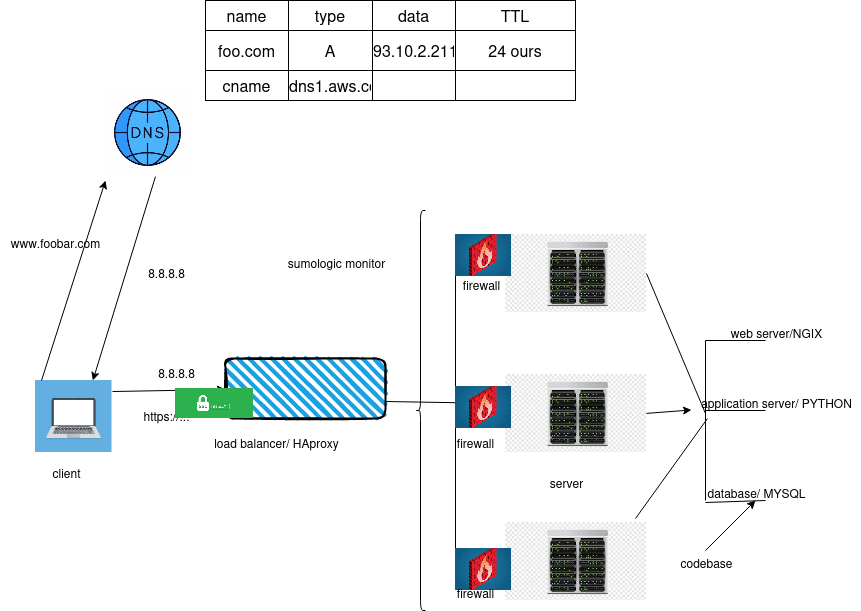 name type data TTL
foo.com A 93.10.2.211 24 ours
cname dns1.aws.c
DNS
www.foobar.com
8.8.8.8
sumologic monitor
firewall
web server/NGIX
8.8.8.8
SSL
https://...
application server/ PYTHON
load balancer/ HAproxy
firewall
client
server
database/ MYSQL
codebase
firewall